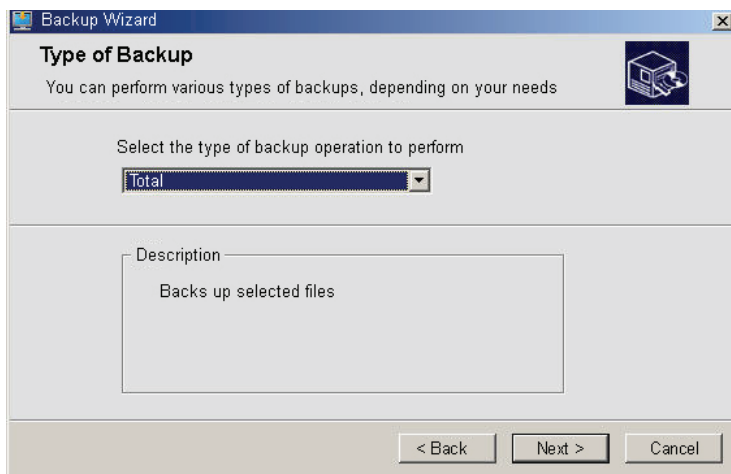 Backup Wizard
Type of Backup
You can perform various types of backups, depending on your needs
Select the type of backup operation to perform
Total
Description
Backs up selected files
< Back Next > Cancel